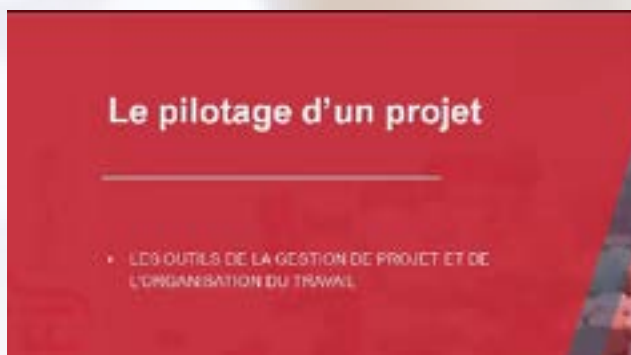 Le pilotage d'un projet
• LES OUTILS DE LA GESTION DE PROJET ET DE
L'ORGANISATION DU TRAVAIL